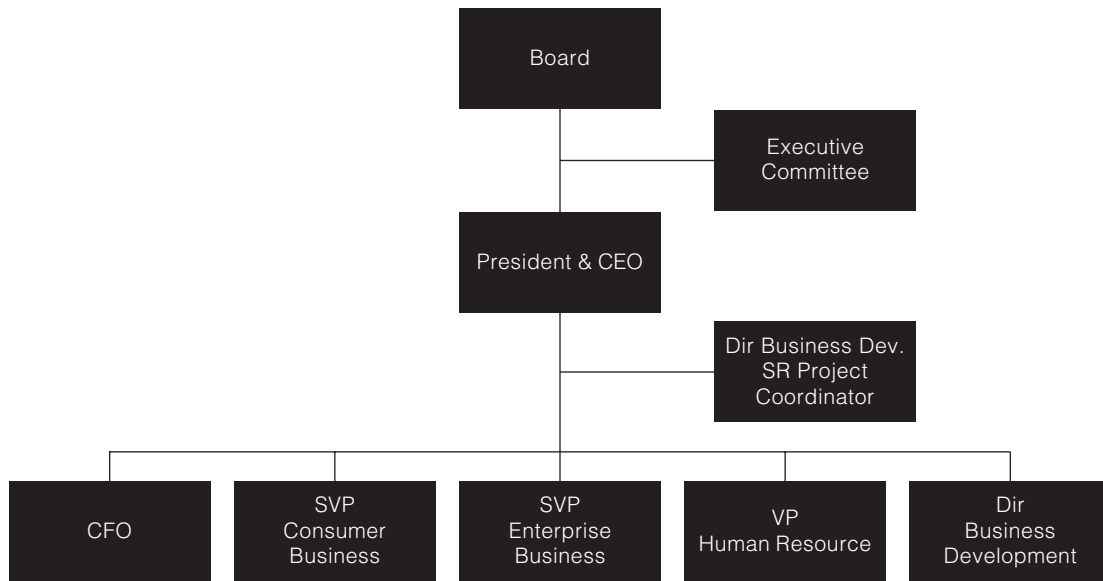 Board
Executive
Committee
President & CEO
Dir Business Dev.
SR Project
Coordinator
CFO
SVP
Consumer
Business
SVP
Enterprise
Business
VP
Human Resource
Dir
Business
Development